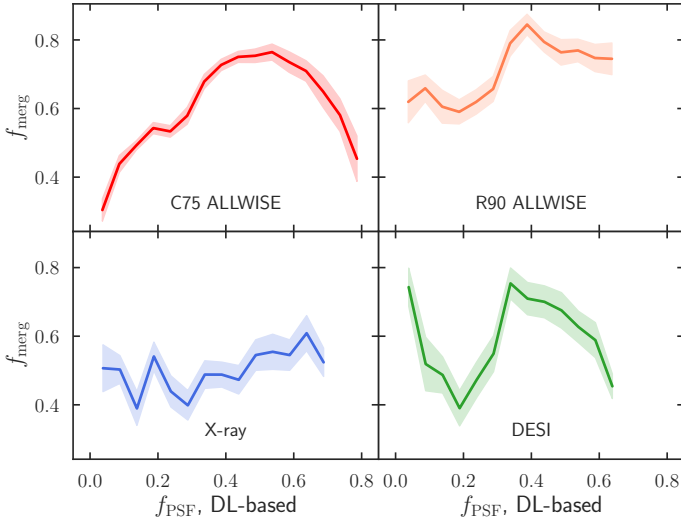 0.8
0.6
0.4
f_merg
C75 ALLWISE
R90 ALLWISE
0.8
0.6
0.4
f_merg
X-ray
DESI
0.0 0.2 0.4 0.6 0.8 0.0 0.2 0.4 0.6 0.8
f_PSF, DL-based f_PSF, DL-based